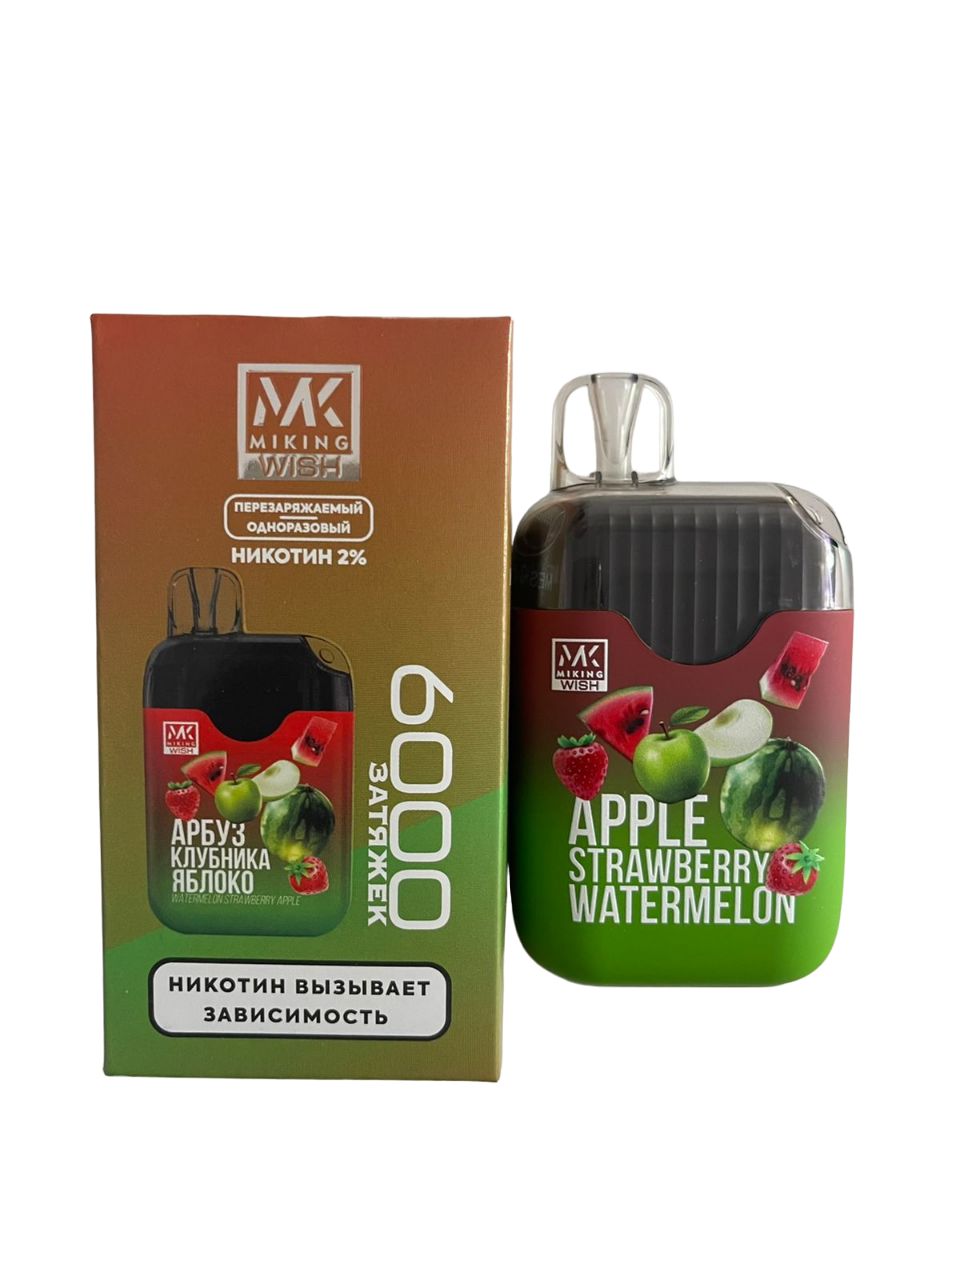 MK
MIKING
WISH
ПЕРЕЗАРЯЖАЕМЫЙ
ОДНОРАЗОВЫЙ
НИКОТИН 2%
MK
MIKING
WISH
АРБУЗ
КЛУБНИКА
ЯБЛОКО
WATERMELON STRAWBERRY APPLE
6000
ЗАТЯЖЕК
НИКОТИН ВЫЗЫВАЕТ
ЗАВИСИМОСТЬ
MK
MIKING
WISH
APPLE
STRAWBERRY
WATERMELON